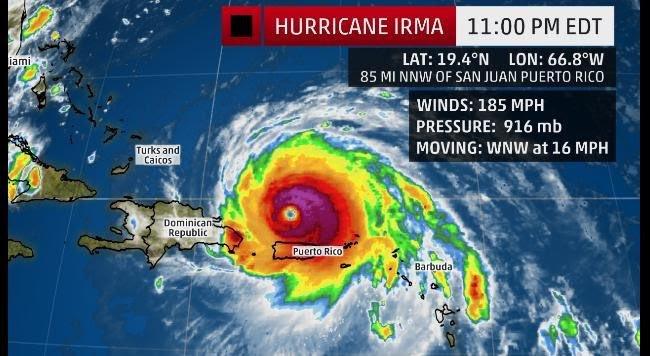 HURRICANE IRMA
11:00 PM EDT
LAT: 19.4°N LON: 66.8°W
85 MI NNW OF SAN JUAN PUERTO RICO
WINDS: 185 MPH
PRESSURE: 916 mb
MOVING: WNW at 16 MPH
iami
Turks and
Caicos
Dominican
Republic
Puerto Rico
Barbuda